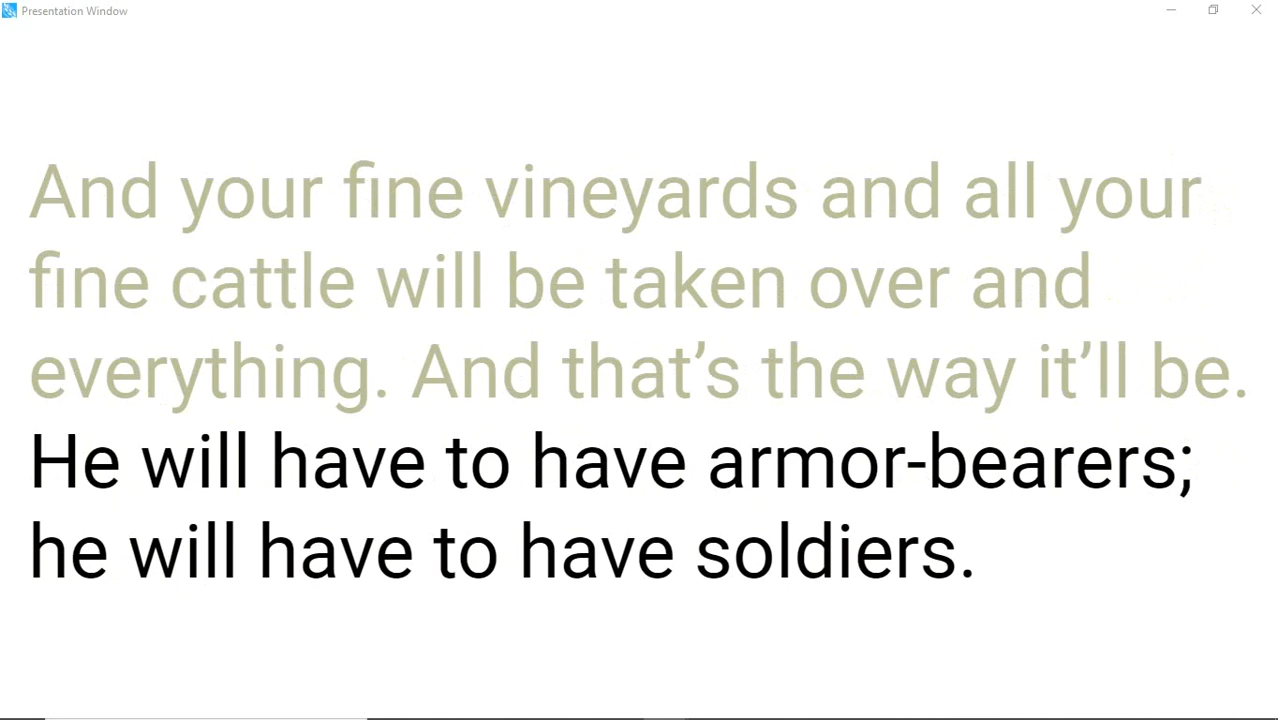 Presentation Window
And your fine vineyards and all your
fine cattle will be taken over and
everything. And that’s the way it’ll be.
He will have to have armor-bearers;
he will have to have soldiers.